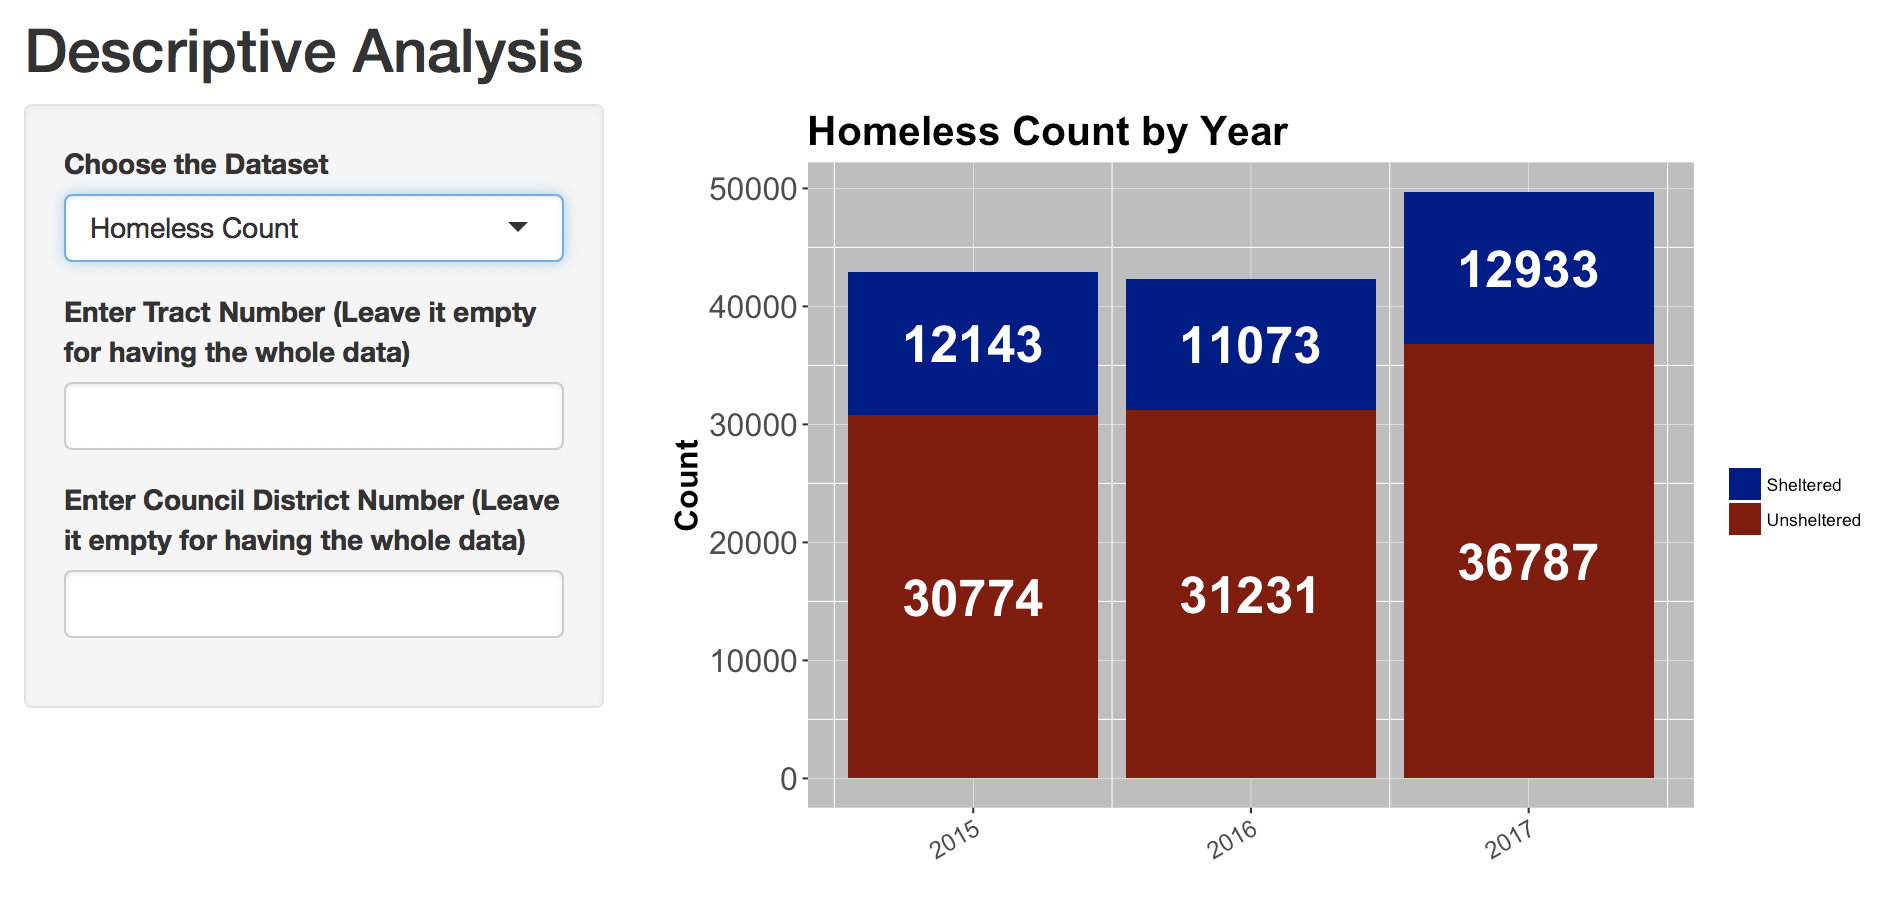 Descriptive Analysis
Choose the Dataset
Homeless Count
Enter Tract Number (Leave it empty
for having the whole data)
Enter Council District Number (Leave
it empty for having the whole data)
Homeless Count by Year
Count
50000
40000
30000
20000
10000
0
12143
30774
11073
31231
12933
36787
2015
2016
2017
Sheltered
Unsheltered